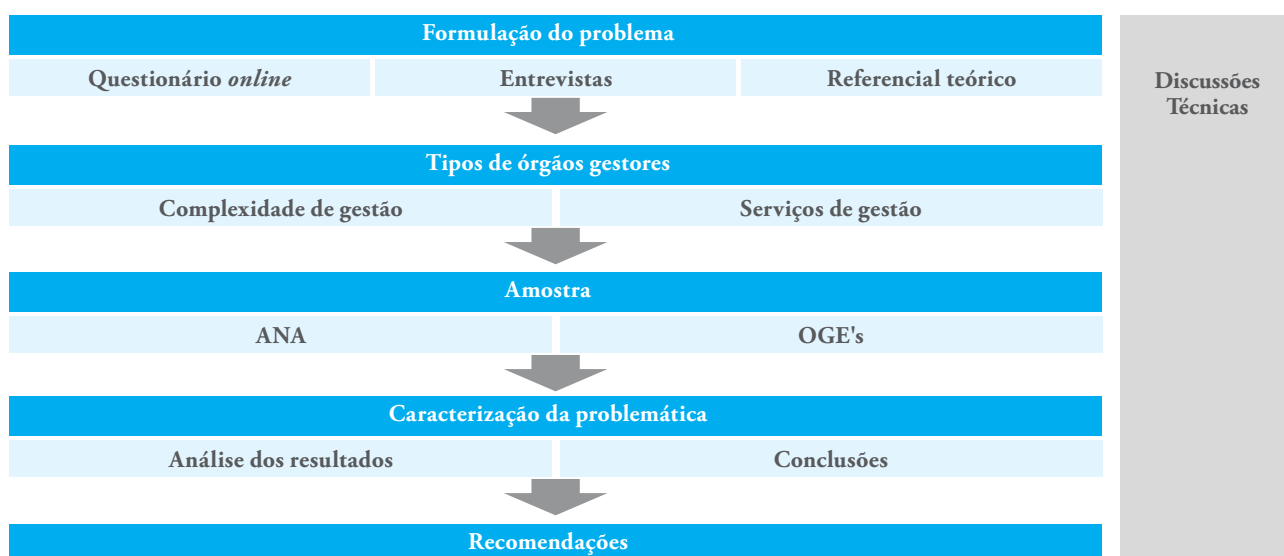 Formulação do problema
Questionário online
Entrevistas
Referencial teórico
Discussões
Técnicas
Tipos de órgãos gestores
Complexidade de gestão
Serviços de gestão
Amostra
ANA
OGE's
Caracterização da problemática
Análise dos resultados
Conclusões
Recomendações